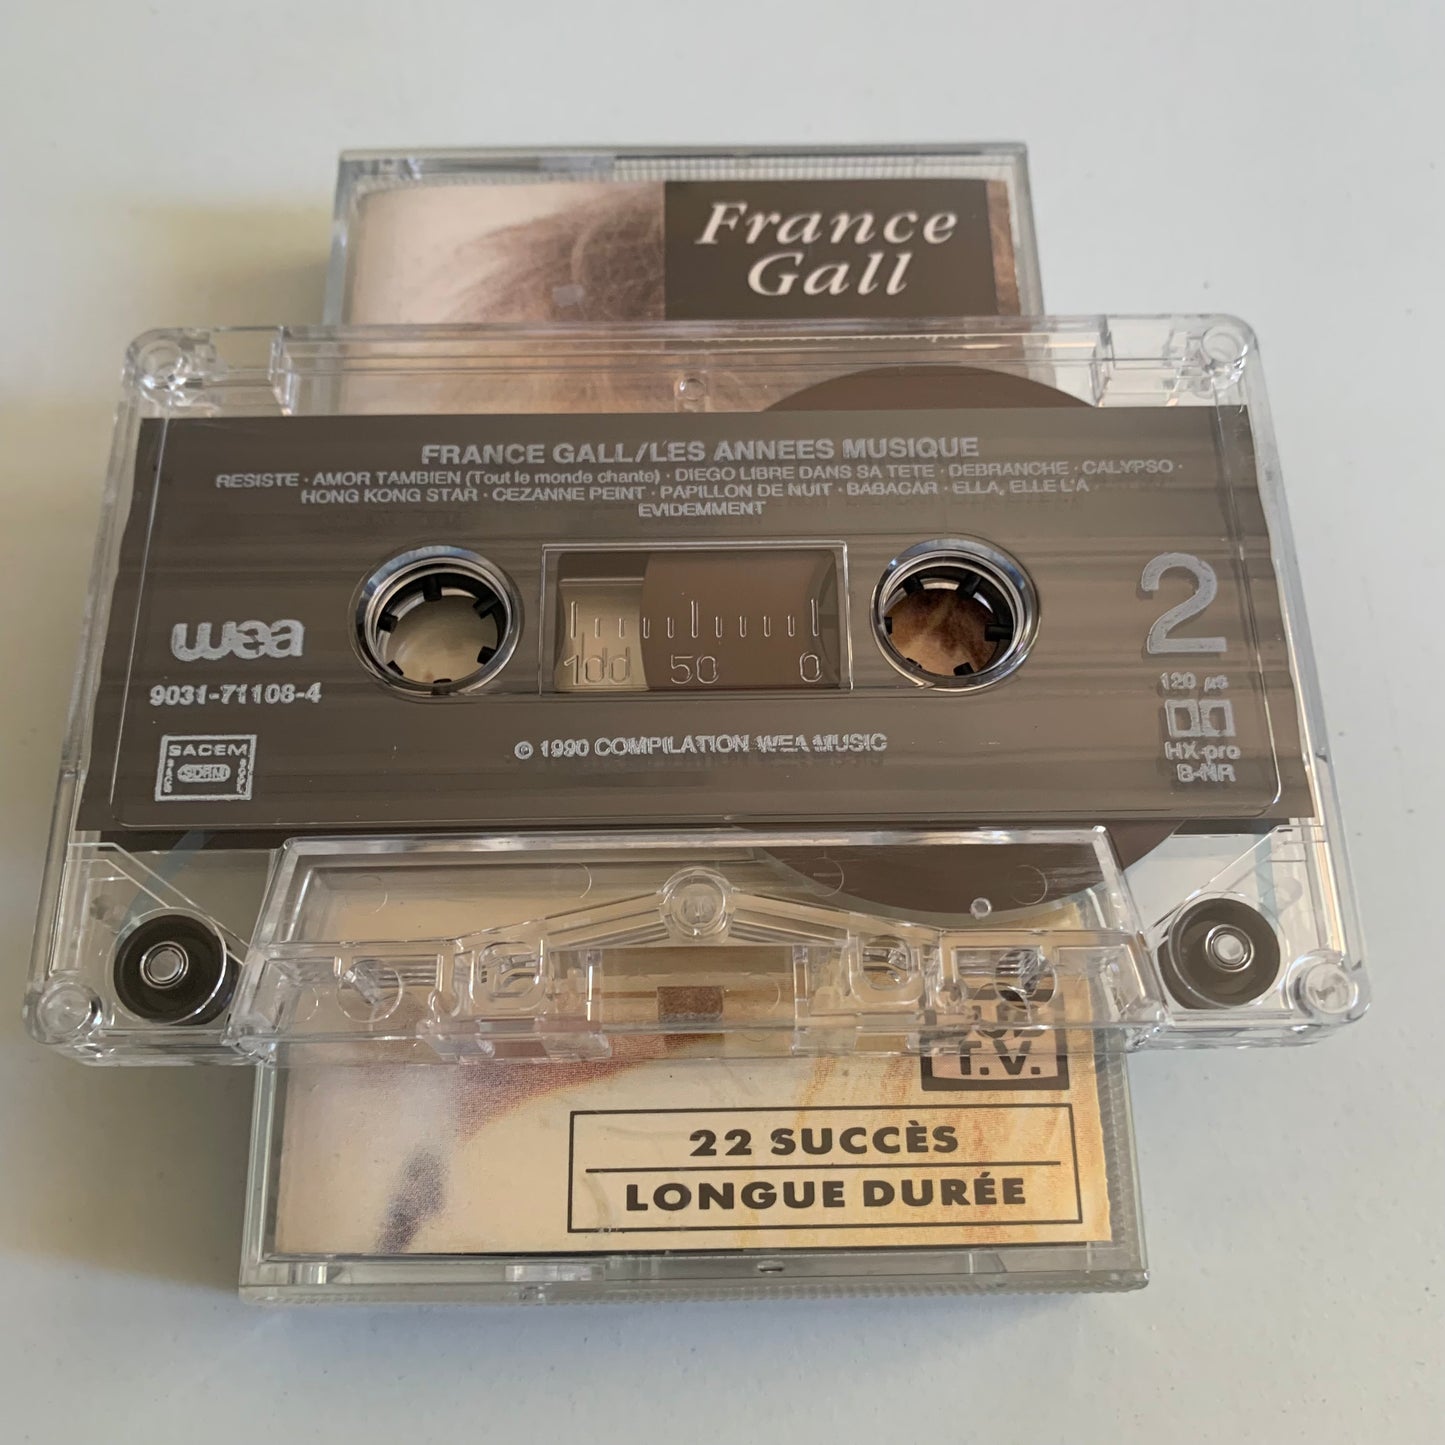 France
Gall
FRANCE GALL/LES ANNEES MUSIQUE
RESISTE · AMOR TAMBIEN (Tout le monde chante) · DIEGO LIBRE DANS SA TETE · DEBRANCHE · CALYPSO ·
HONG KONG STAR · CEZANNE PEINT · PAPILLON DE NUIT · BABACAR · ELLA, ELLE L'A ·
EVIDEMMENT
wea
9031-71108-4
100 50 0
2
120 µs
HX-pro
B-NR
SACEM
SDRM
© 1990 COMPILATION WEA MUSIC
T.V.
22 SUCCÈS
LONGUE DURÉE